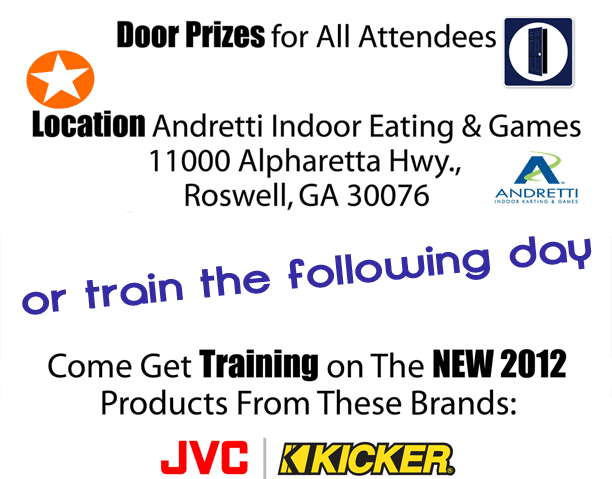 Door Prizes for All Attendees
Location Andretti Indoor Eating & Games
11000 Alpharetta Hwy.,
Roswell, GA 30076
ANDRETTI
INDOOR KARTING & GAMES
or train the following day
Come Get Training on The NEW 2012
Products From These Brands:
JVC | KICKER